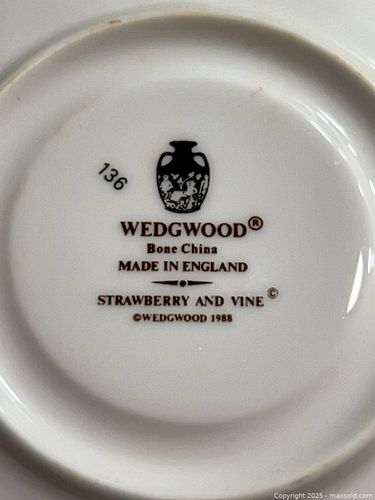 136
WEDGWOOD®
Bone China
MADE IN ENGLAND
STRAWBERRY AND VINE©
©WEDGWOOD 1988
Copyright 2025 - maxsold.com